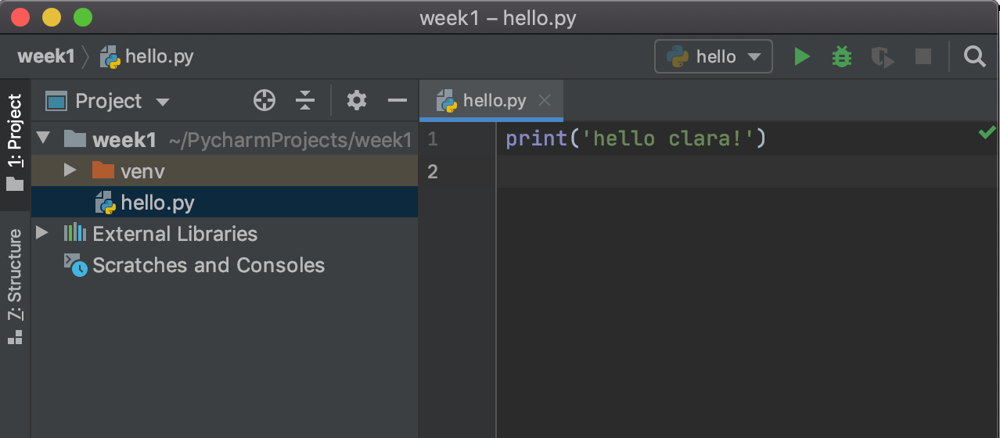 week1 – hello.py
week1 hello.py
hello
1: Project
Project
hello.py
week1 ~/PycharmProjects/week1
venv
hello.py
External Libraries
Scratches and Consoles
Z: Structure
1 print('hello clara!')
2